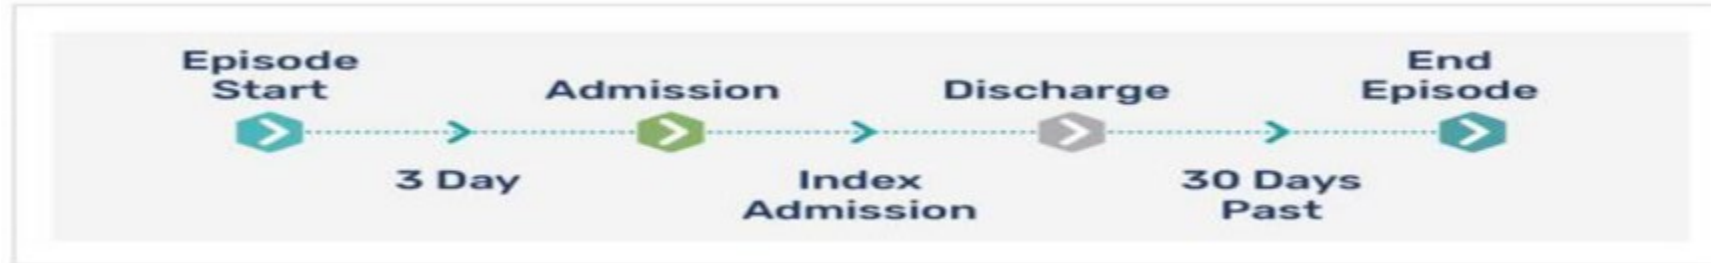 Episode
Start
Admission
Discharge
End
Episode
3 Day
Index
Admission
30 Days
Past